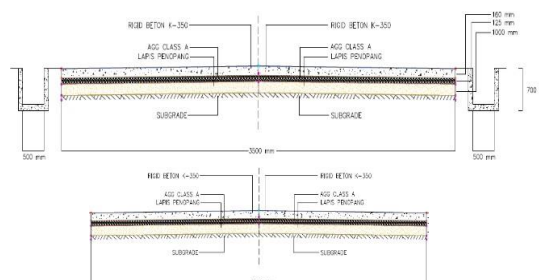 RIGID BETON K-350 RIGID BETON K-350
160 mm
125 mm
1000 mm
AGG CLASS A AGG CLASS A
LAPIS PENOPANG LAPIS PENOPANG
700
SUBGRADE SUBGRADE
500 mm 3500 mm 500 mm
RIGID BETON K-350 RIGID BETON K-350
AGG CLASS A AGG CLASS A
LAPIS PENOPANG LAPIS PENOPANG
SUBGRADE SUBGRADE